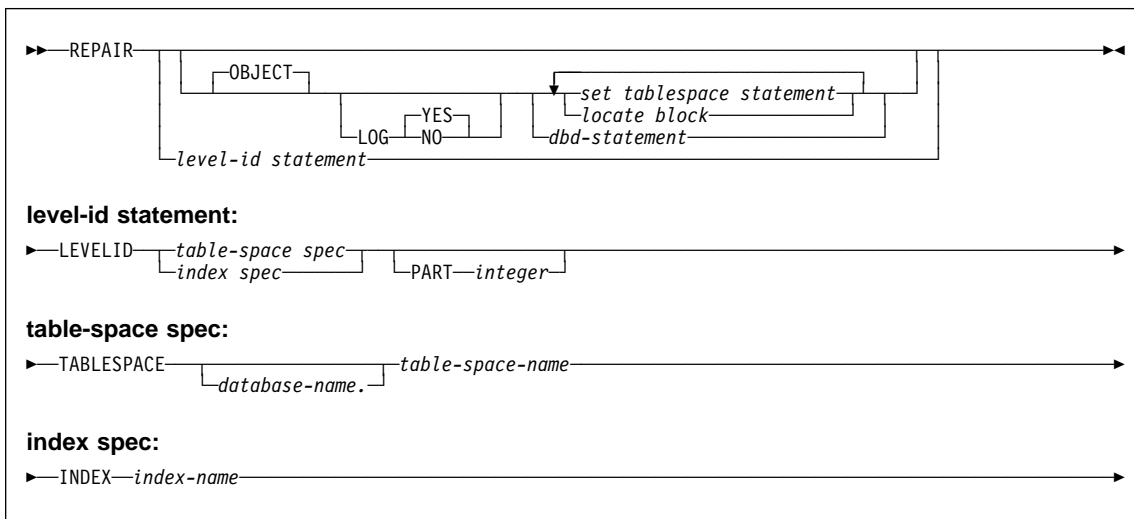 REPAIR
OBJECT
set tablespace statement
YES
locate block
LOG NO
dbd-statement
level-id statement
level-id statement:
LEVELID table-space spec
index spec
PART integer
table-space spec:
TABLESPACE table-space-name
database-name.
index spec:
INDEX index-name